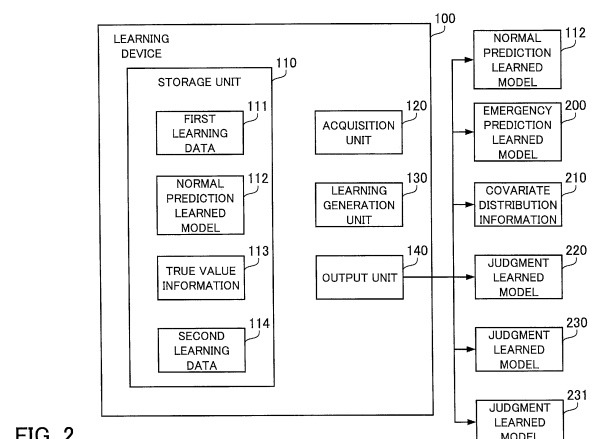 LEARNING
DEVICE
100
110
STORAGE UNIT
111
FIRST
LEARNING
DATA
112
NORMAL
PREDICTION
LEARNED
MODEL
113
TRUE VALUE
INFORMATION
114
SECOND
LEARNING
DATA
120
ACQUISITION
UNIT
130
LEARNING
GENERATION
UNIT
140
OUTPUT UNIT
112
NORMAL
PREDICTION
LEARNED
MODEL
200
EMERGENCY
PREDICTION
LEARNED
MODEL
210
COVARIATE
DISTRIBUTION
INFORMATION
220
JUDGMENT
LEARNED
MODEL
230
JUDGMENT
LEARNED
MODEL
231
JUDGMENT
LEARNED
MODEL
FIG. 2